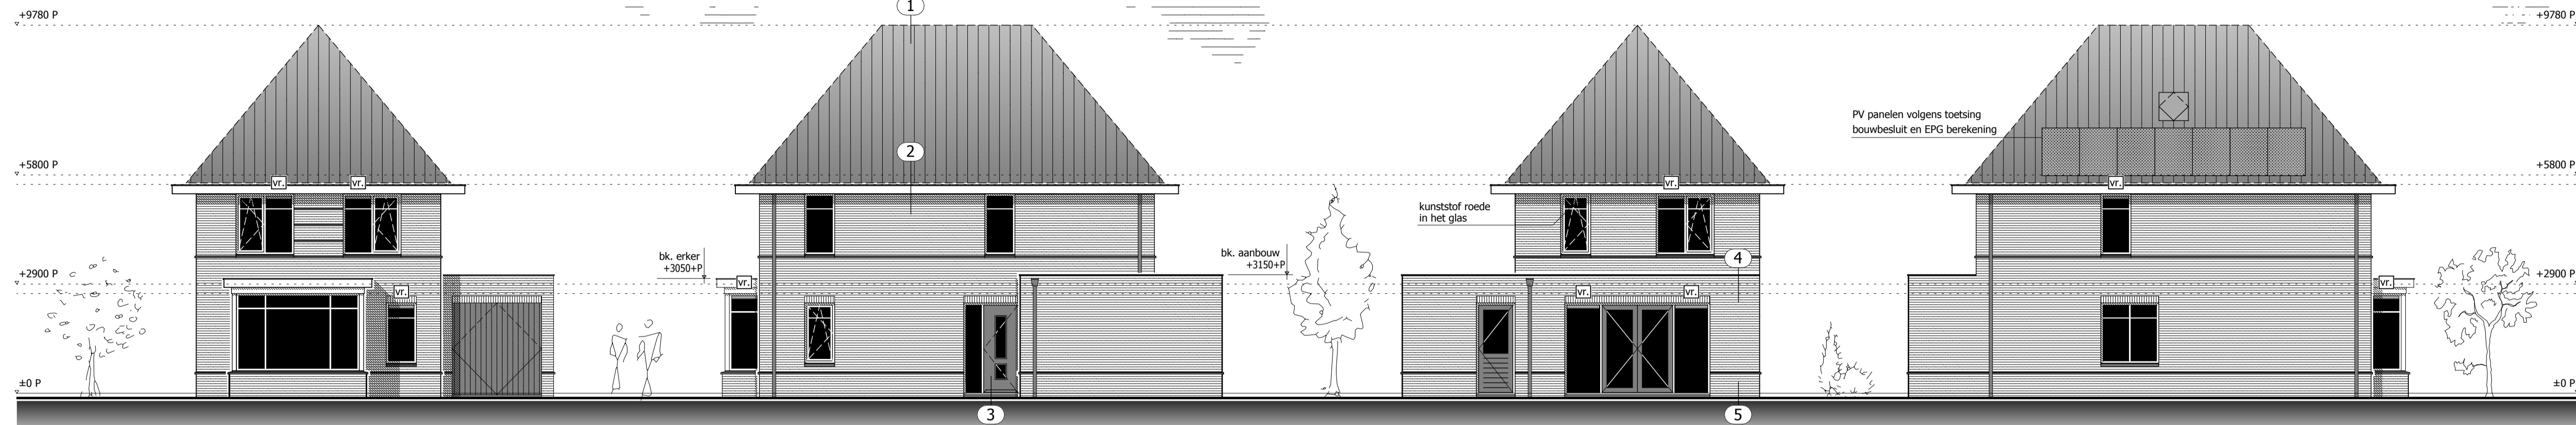 +9780 P
1
+9780 P
PV panelen volgens toetsing
bouwbesluit en EPG berekening
2
+5800 P
+5800 P
vr.
vr.
vr.
vr.
kunststof roede
in het glas
bk. erker
+3050+P
bk. aanbouw
+3150+P
4
+2900 P
+2900 P
vr.
vr.
vr.
vr.
vr.
±0 P
±0 P
3
5